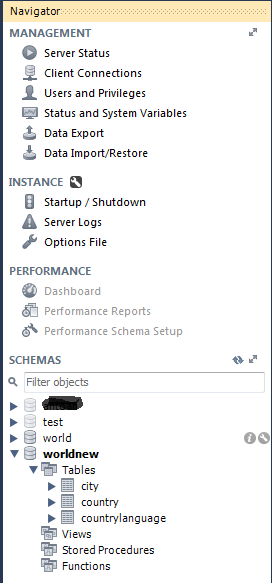 Navigator
MANAGEMENT
Server Status
Client Connections
Users and Privileges
Status and System Variables
Data Export
Data Import/Restore
INSTANCE
Startup / Shutdown
Server Logs
Options File
PERFORMANCE
Dashboard
Performance Reports
Performance Schema Setup
SCHEMAS
Filter objects
test
world
worldnew
Tables
city
country
countrylanguage
Views
Stored Procedures
Functions